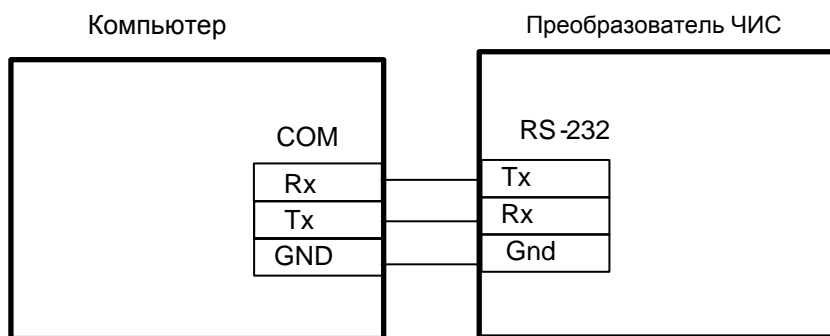 Компьютер
Преобразователь ЧИС
COM
RS-232
Rx
Tx
Tx
Rx
GND
Gnd